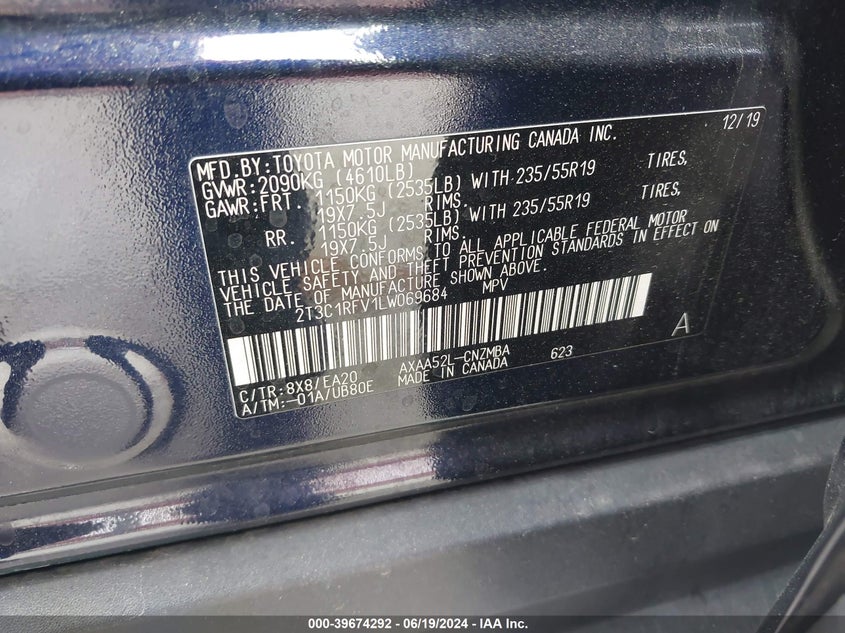 12/19
MFD.BY:TOYOTA MOTOR MANUFACTURING CANADA INC.
GVWR:2090KG (4610LB)
GAWR:FRT. 1150KG (2535LB) WITH 235/55R19 TIRES,
19X7.5J RIMS.
RR. 1150KG (2535LB) WITH 235/55R19 TIRES,
19X7.5J RIMS.
THIS VEHICLE CONFORMS TO ALL APPLICABLE FEDERAL MOTOR
VEHICLE SAFETY AND THEFT PREVENTION STANDARDS IN EFFECT ON
THE DATE OF MANUFACTURE SHOWN ABOVE.
2T3C1RFV1LW069684 MPV
A
C/TR:8X8/EA20 AXAA52L-CNZMBA 623
A/TM:-01A/UB80E MADE IN CANADA
000-39674292 - 06/19/2024 - IAA Inc.